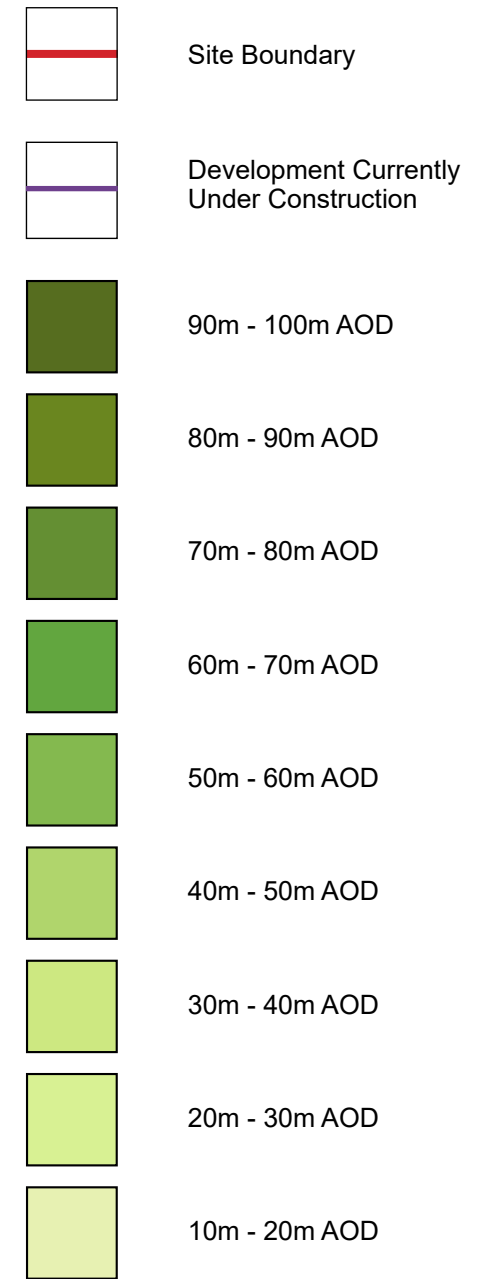 Site Boundary
Development Currently
Under Construction
90m - 100m AOD
80m - 90m AOD
70m - 80m AOD
60m - 70m AOD
50m - 60m AOD
40m - 50m AOD
30m - 40m AOD
20m - 30m AOD
10m - 20m AOD